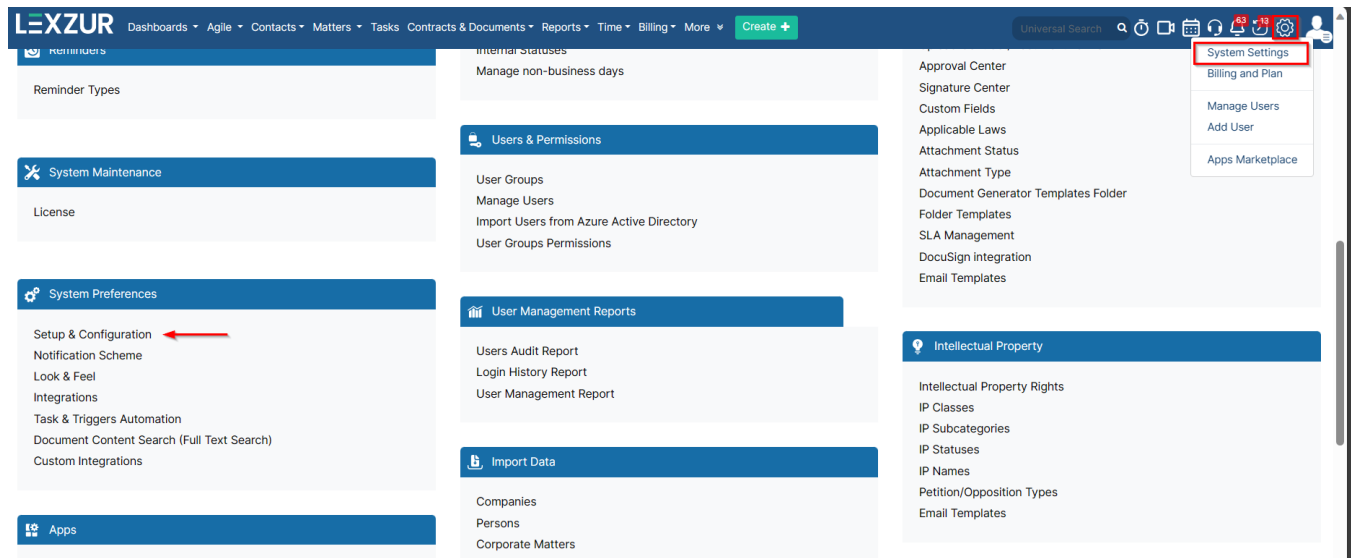 LEXZUR Dashboards Agile Contacts Matters Tasks Contracts & Documents Reports Time Billing More Create + Universal Search 63 13
System Settings
Billing and Plan
Manage Users
Add User
Apps Marketplace
Reminders
Reminder Types
System Maintenance
License
System Preferences
Setup & Configuration
Notification Scheme
Look & Feel
Integrations
Task & Triggers Automation
Document Content Search (Full Text Search)
Custom Integrations
Apps
Internal Statuses
Manage non-business days
Users & Permissions
User Groups
Manage Users
Import Users from Azure Active Directory
User Groups Permissions
User Management Reports
Users Audit Report
Login History Report
User Management Report
Import Data
Companies
Persons
Corporate Matters
Approval Center
Signature Center
Custom Fields
Applicable Laws
Attachment Status
Attachment Type
Document Generator Templates Folder
Folder Templates
SLA Management
DocuSign integration
Email Templates
Intellectual Property
Intellectual Property Rights
IP Classes
IP Subcategories
IP Statuses
IP Names
Petition/Opposition Types
Email Templates